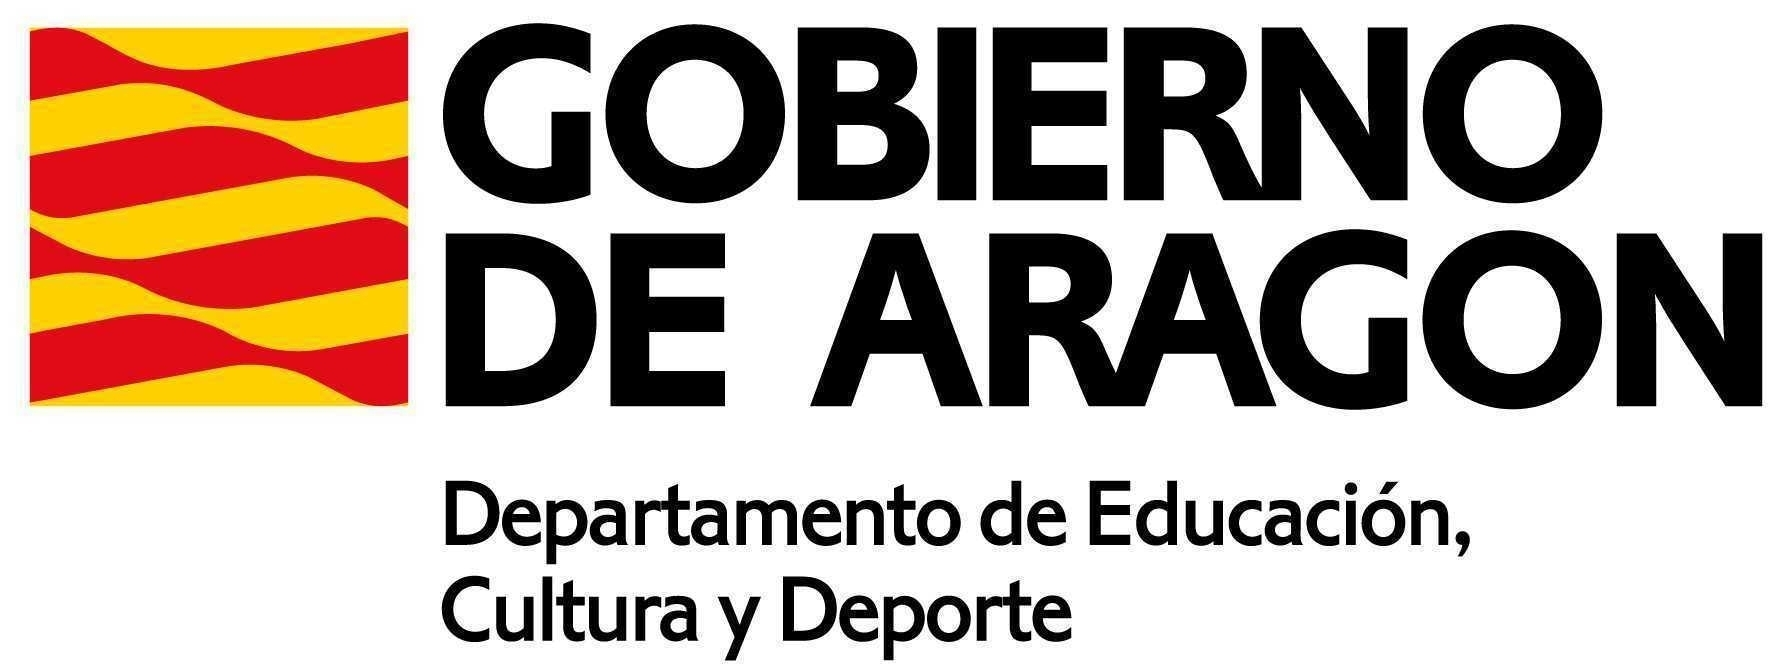 GOBIERNO
DE ARAGON
Departamento de Educación,
Cultura y Deporte